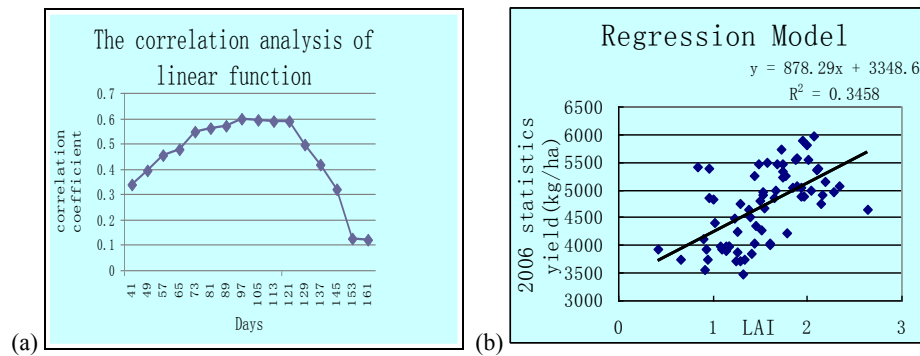 The correlation analysis of
linear function
correlation
coefficient
0.7
0.6
0.5
0.4
0.3
0.2
0.1
0
41 49 57 65 73 81 89 97 105 113 121 129 137 145 153 161
Days
(a)
Regression Model
y = 878.29x + 3348.6
R² = 0.3458
2006 statistics
yield(kg/ha)
6500
6000
5500
5000
4500
4000
3500
3000
0 1 LAI 2 3
(b)